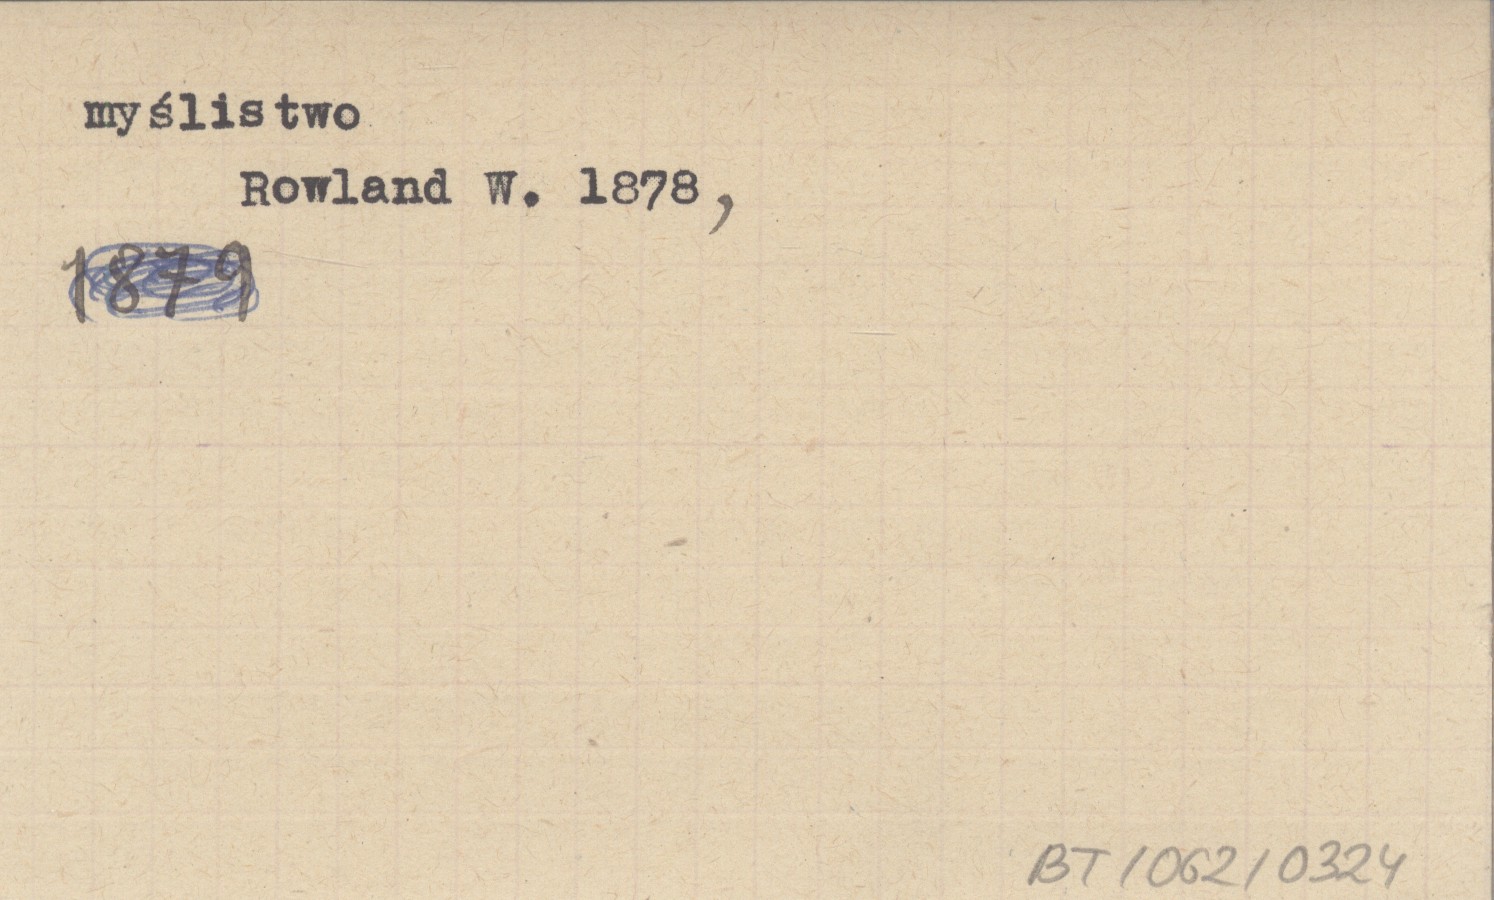 myślistwo
Rowland W. 1878,
1879
BT/062/0324